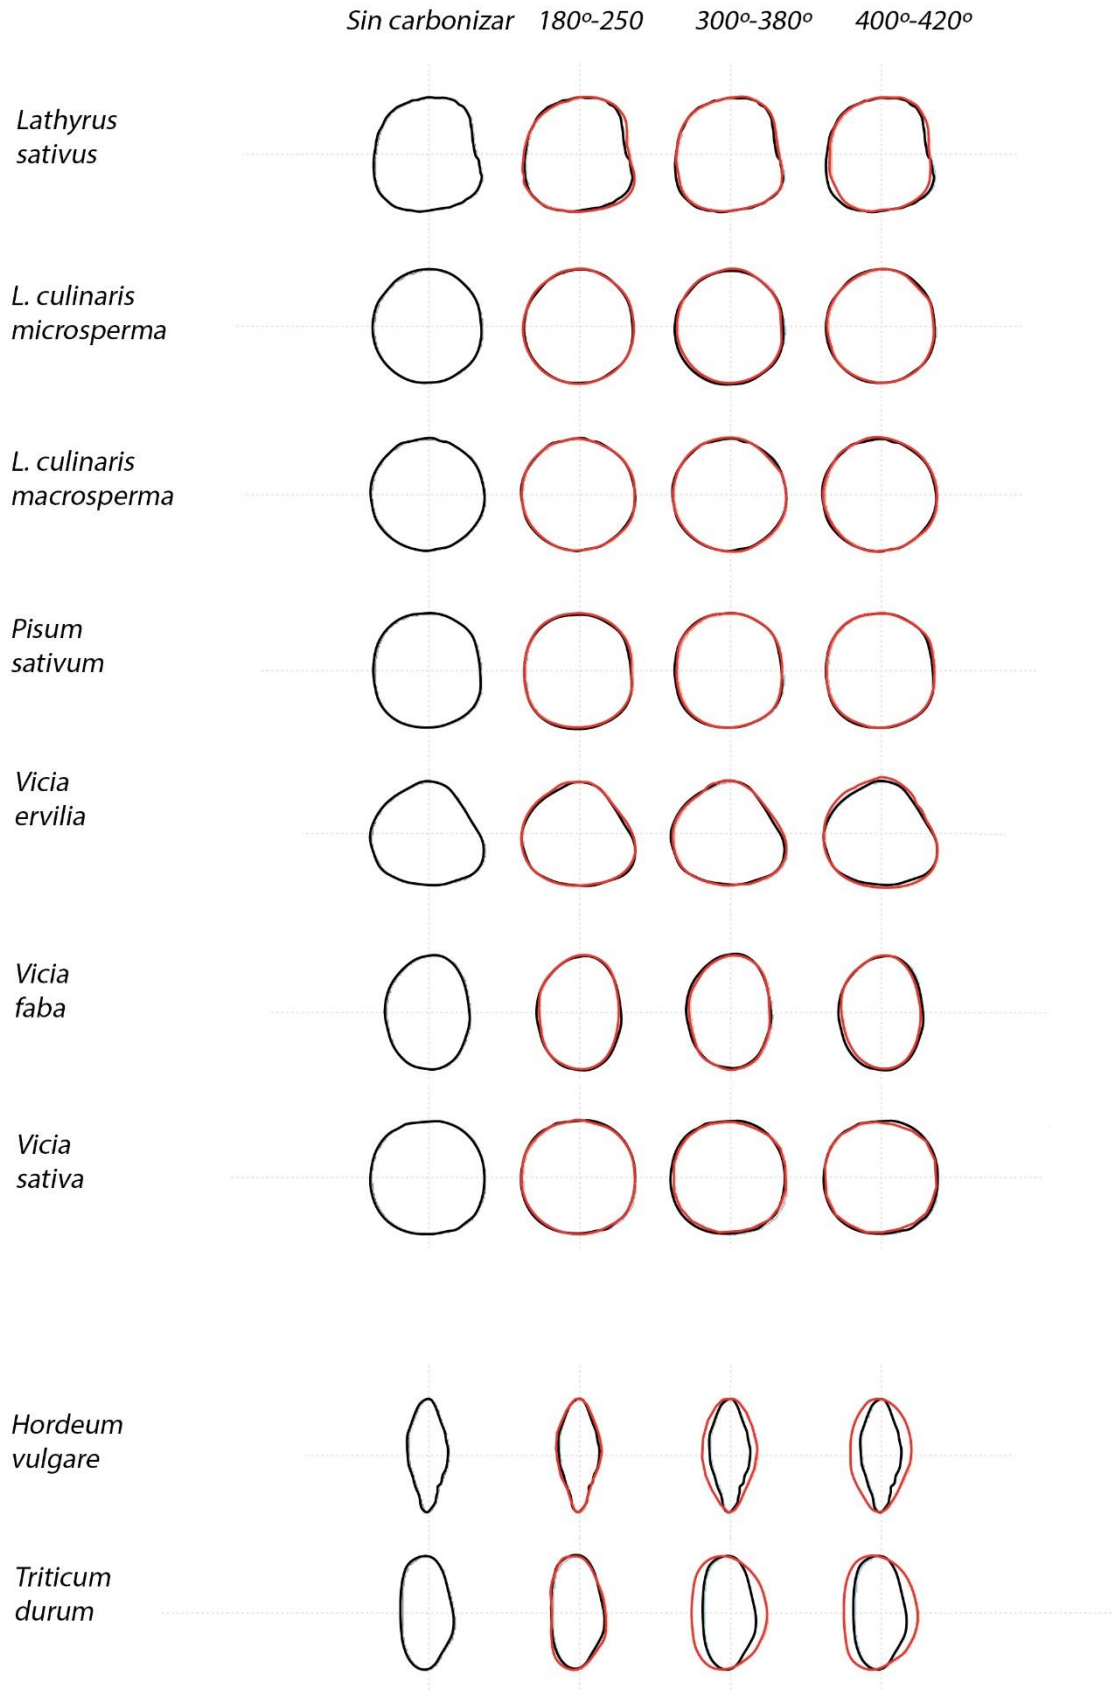 Sin carbonizar 180º-250 300º-380º 400º-420º
Lathyrus
sativus
L. culinaris
microsperma
L. culinaris
macrosperma
Pisum
sativum
Vicia
ervilia
Vicia
faba
Vicia
sativa
Hordeum
vulgare
Triticum
durum